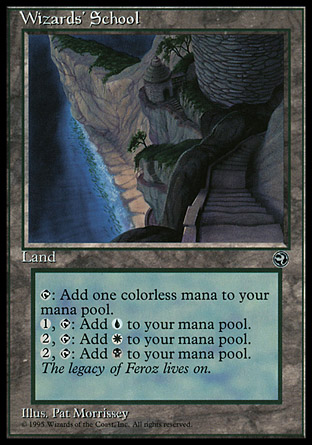 Wizards' School
Land
: Add one colorless mana to your
mana pool.
1, : Add to your mana pool.
2, : Add to your mana pool.
2, : Add to your mana pool.
The legacy of Feroz lives on.
Illus. Pat Morrissey
© 1995 Wizards of the Coast, Inc. All rights reserved.